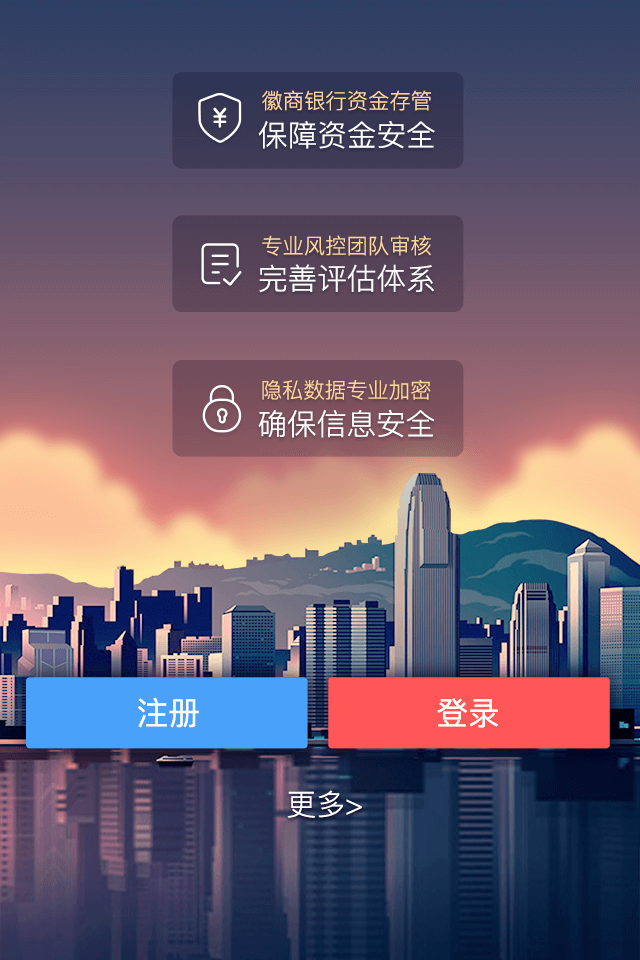 徽商银行资金存管
保障资金安全
专业风控团队审核
完善评估体系
隐私数据专业加密
确保信息安全
注册
登录
更多>